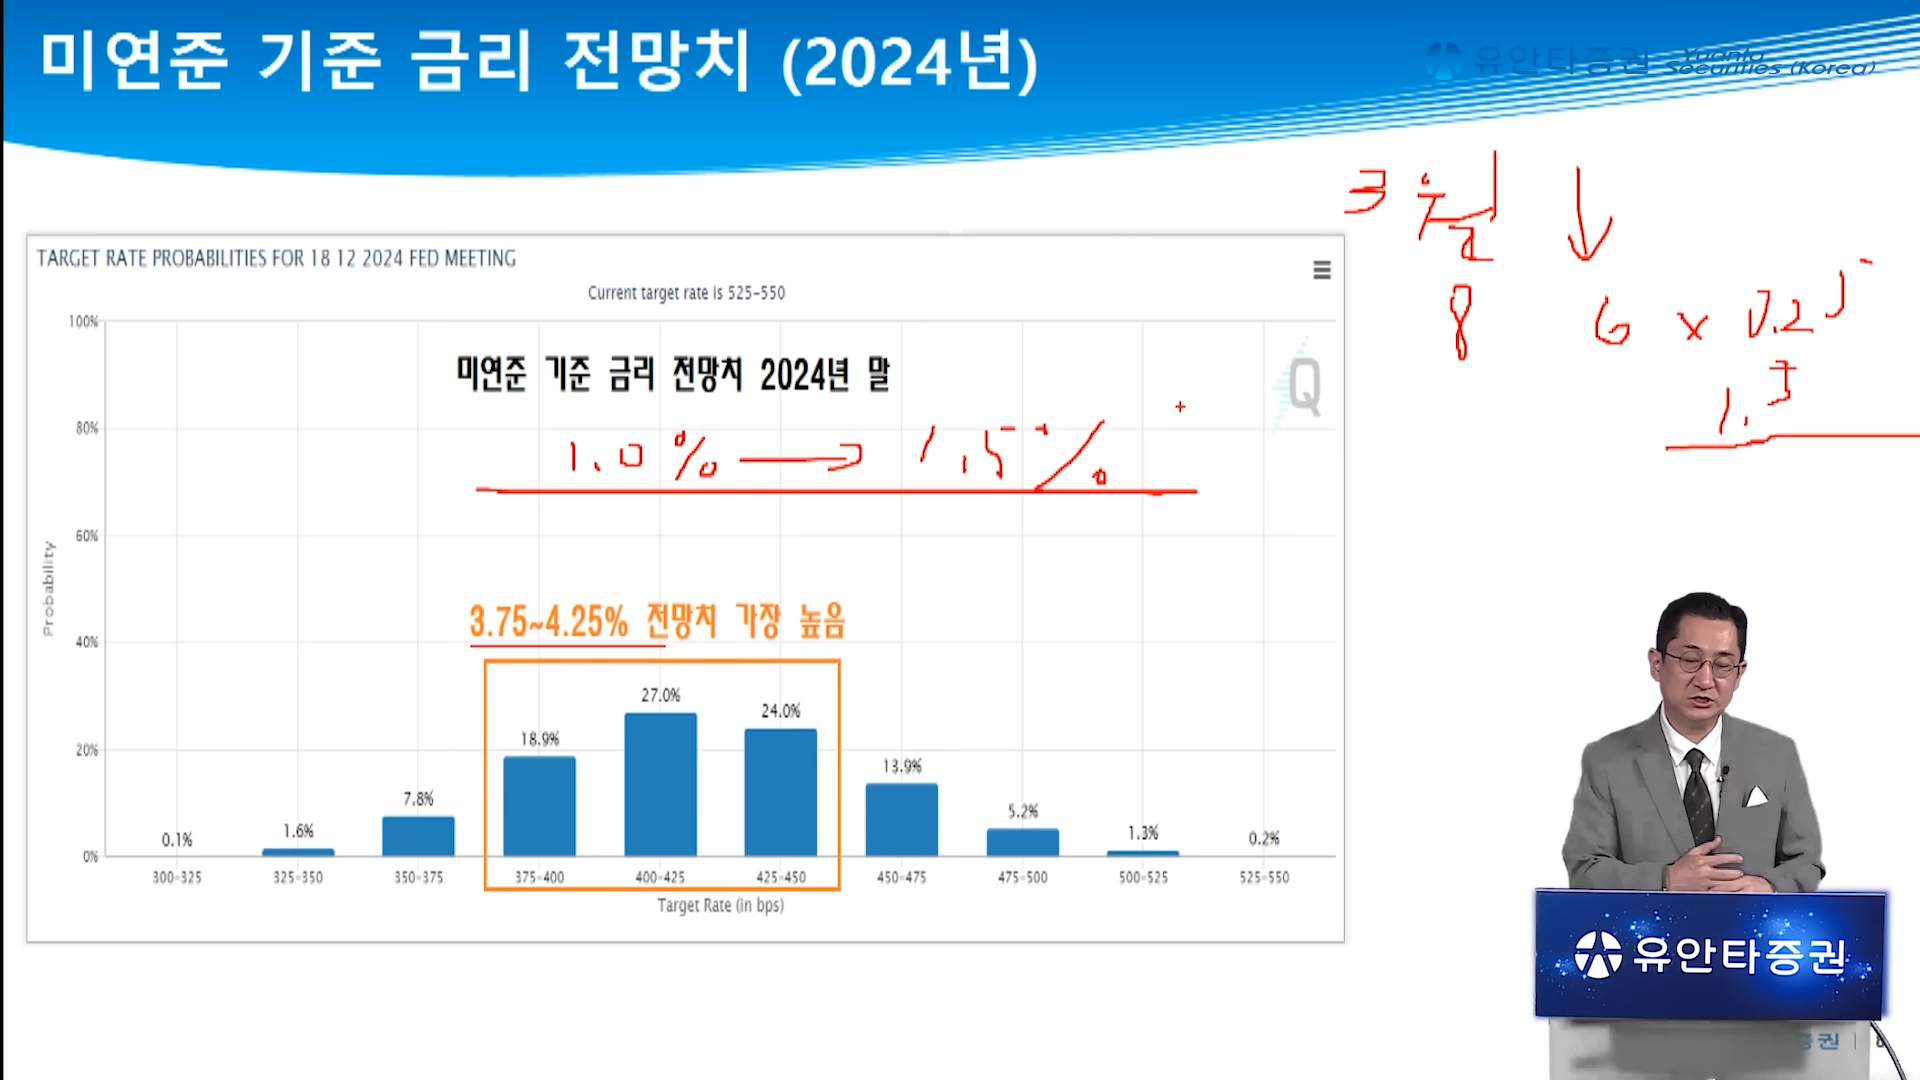 미연준 기준 금리 전망치 (2024년)
유안타증권 Yuanta Securities (Korea)
3월 ↓
8 6 x 0.25
1.5
TARGET RATE PROBABILITIES FOR 18 12 2024 FED MEETING
Current target rate is 525-550
100%
미연준 기준 금리 전망치 2024년 말
Q
80%
1.0% → 1.5%
60%
Probability
3.75~4.25% 전망치 가장 높음
40%
27.0%
24.0%
18.9%
20%
13.9%
7.8%
5.2%
1.6%
1.3%
0.1%
0.2%
0%
300-325 325-350 350-375 375-400 400-425 425-450 450-475 475-500 500-525 525-550
Target Rate (in bps)
유안타증권
증권